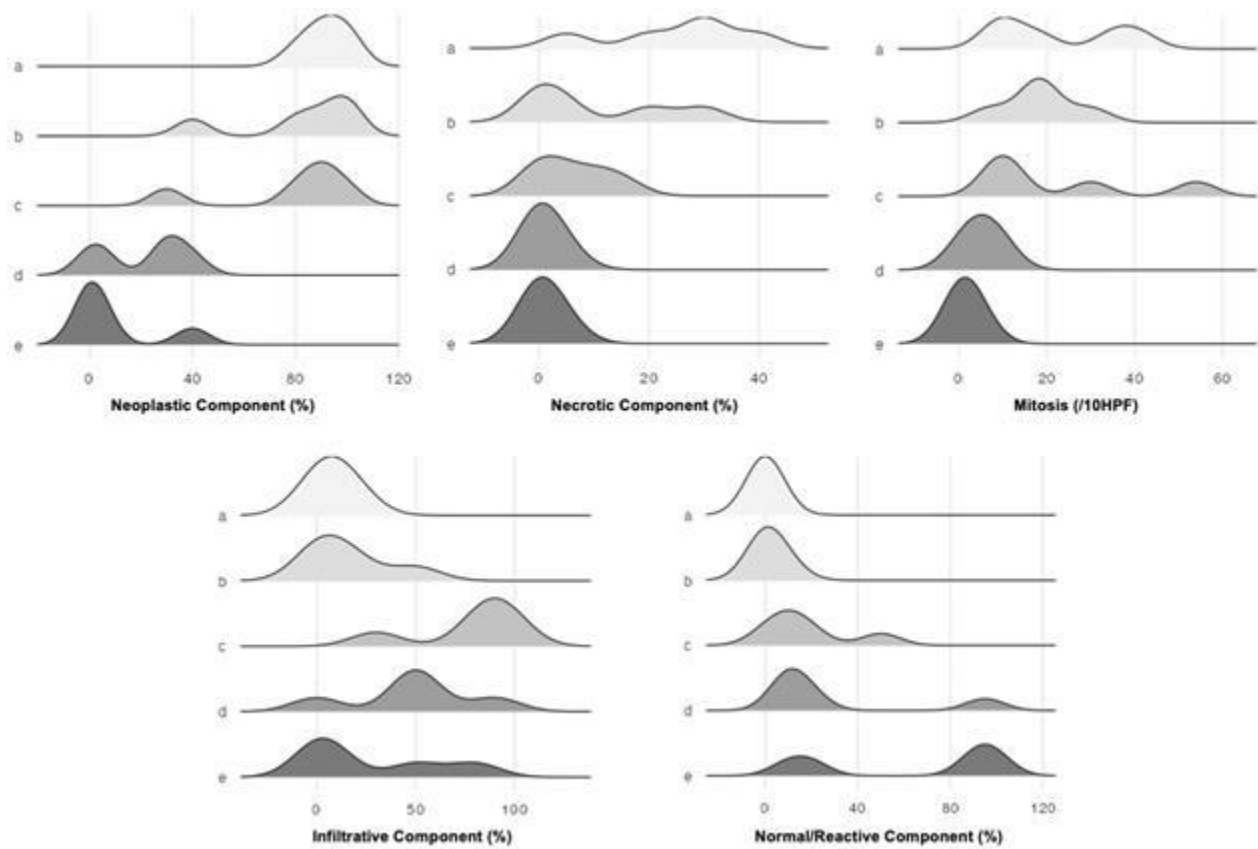 a
b
c
d
e
0 40 80 120
Neoplastic Component (%)
a
b
c
d
e
0 20 40
Necrotic Component (%)
a
b
c
d
e
0 20 40 60
Mitosis (/10HPF)
a
b
c
d
e
0 50 100
Infiltrative Component (%)
a
b
c
d
e
0 40 80 120
Normal/Reactive Component (%)